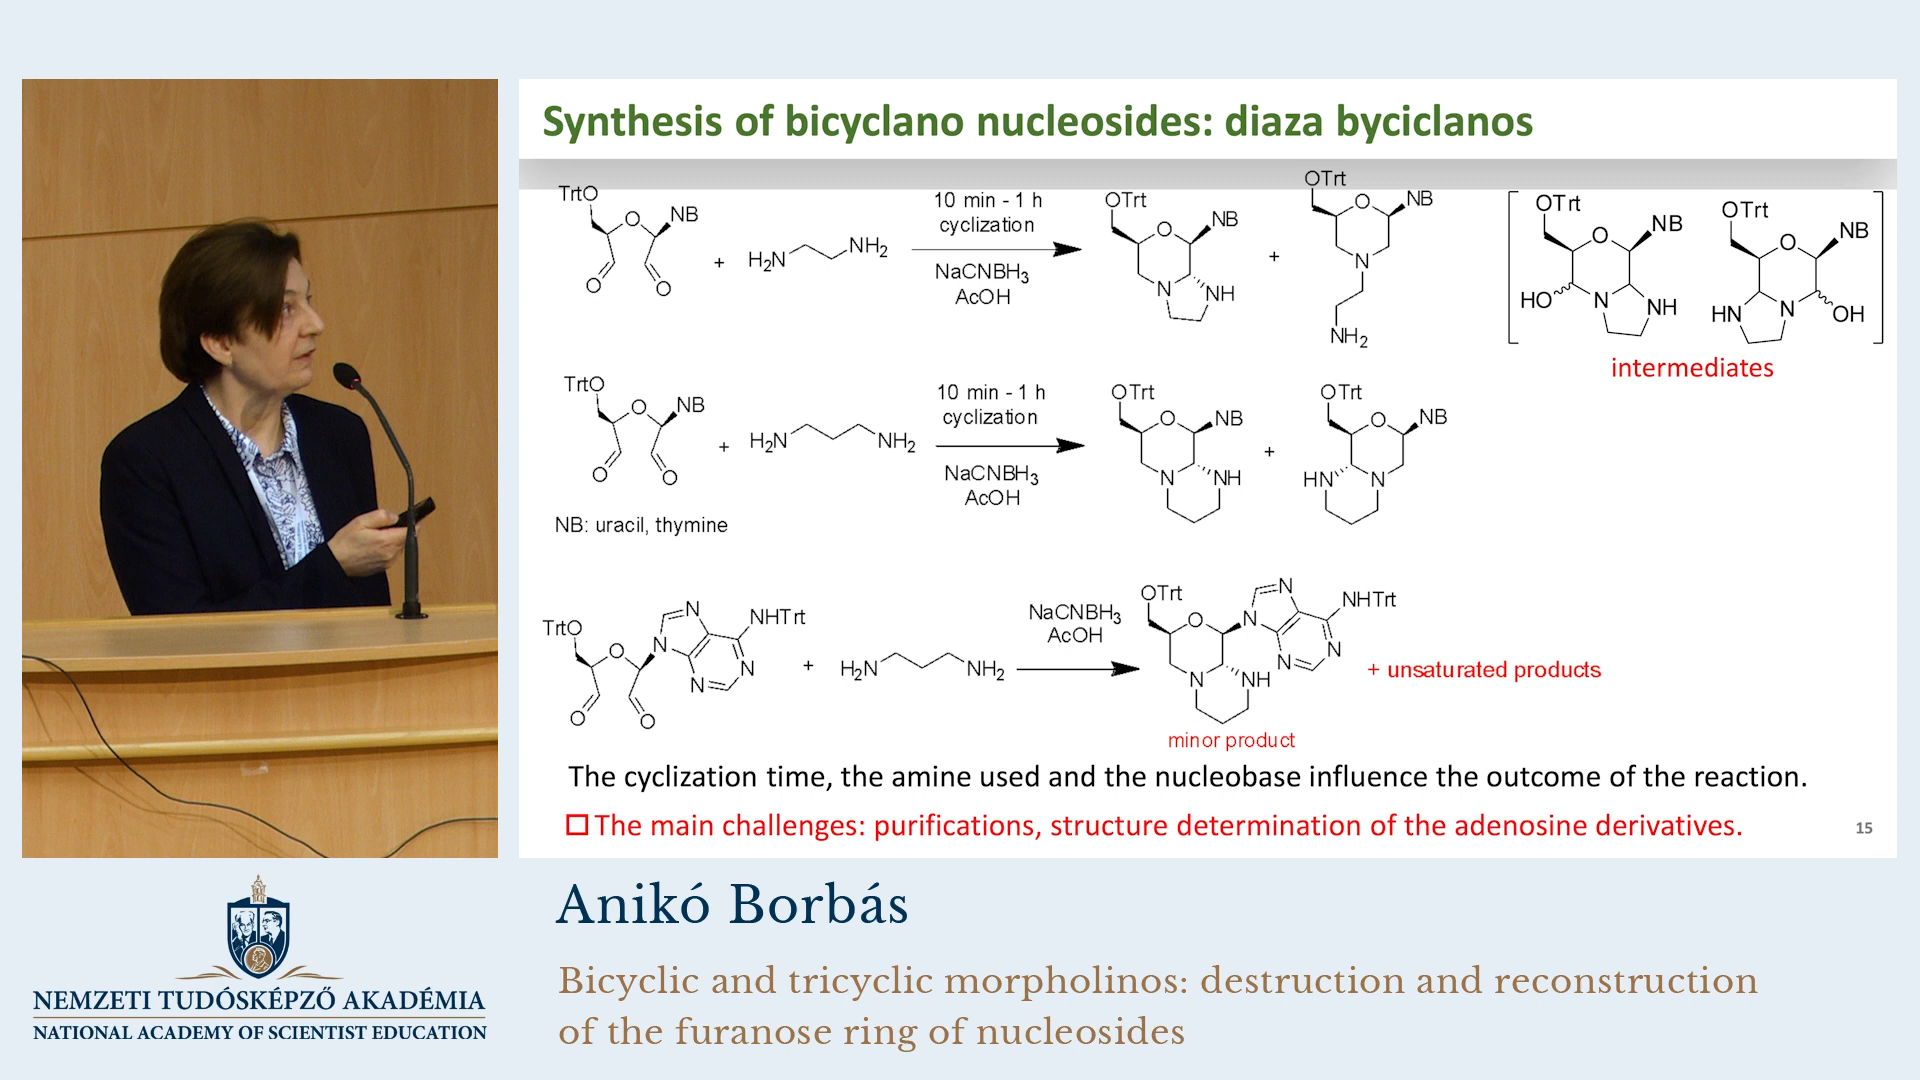 Synthesis of bicyclano nucleosides: diaza byciclanos
TrtO
O
NB
O
O
+
H2N
NH2
10 min - 1 h
cyclization
NaCNBH3
AcOH
OTrt
O
NB
N
NH
+
OTrt
O
NB
N
NH2
OTrt
O
NB
HO
N
NH
OTrt
O
NB
HN
N
OH
intermediates
TrtO
O
NB
O
O
+
H2N
NH2
10 min - 1 h
cyclization
NaCNBH3
AcOH
OTrt
O
NB
N
NH
+
OTrt
O
NB
HN
N
NB: uracil, thymine
TrtO
O
N
N
NHTrt
N
N
O
O
+
H2N
NH2
NaCNBH3
AcOH
OTrt
O
N
N
NHTrt
N
N
N
NH
+ unsaturated products
minor product
The cyclization time, the amine used and the nucleobase influence the outcome of the reaction.
The main challenges: purifications, structure determination of the adenosine derivatives.
15
Anikó Borbás
Bicyclic and tricyclic morpholinos: destruction and reconstruction
of the furanose ring of nucleosides
NEMZETI TUDÓSKÉPZŐ AKADÉMIA
NATIONAL ACADEMY OF SCIENTIST EDUCATION